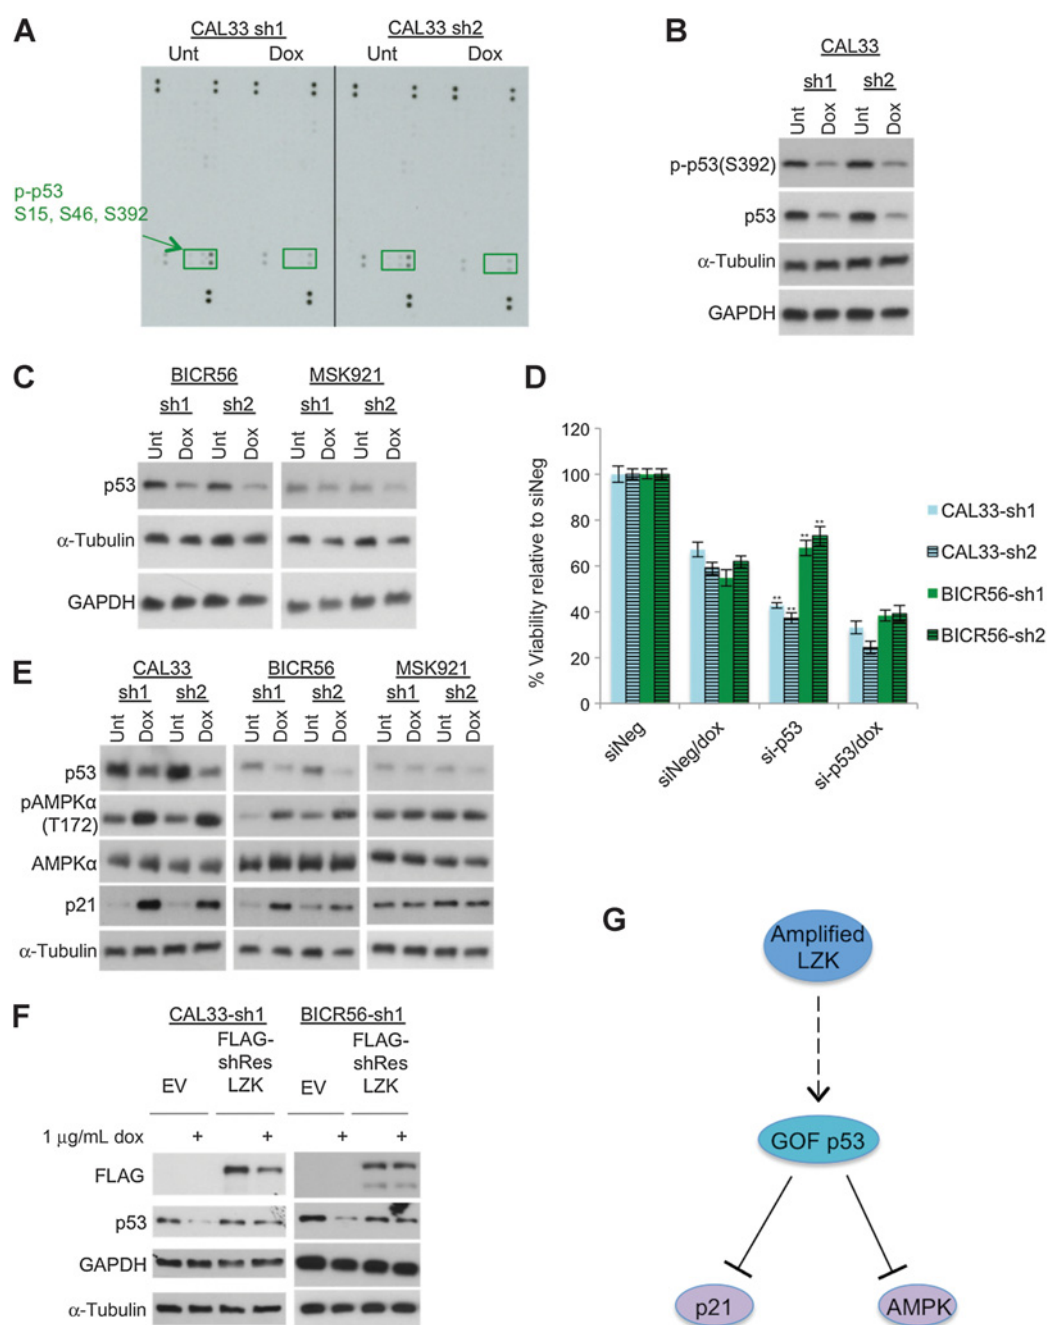 A
CAL33 sh1 CAL33 sh2
Unt Dox Unt Dox
p-p53
S15, S46, S392
B
CAL33
sh1 sh2
Unt Dox Unt Dox
p-p53(S392)
p53
α-Tubulin
GAPDH
C
BICR56 MSK921
sh1 sh2 sh1 sh2
Unt Dox Unt Dox Unt Dox Unt Dox
p53
α-Tubulin
GAPDH
D
% Viability relative to siNeg
120
100
80
60
40
20
0
** ** ** **
siNeg siNeg/dox si-p53 si-p53/dox
CAL33-sh1
CAL33-sh2
BICR56-sh1
BICR56-sh2
E
CAL33 BICR56 MSK921
sh1 sh2 sh1 sh2 sh1 sh2
Unt Dox Unt Dox Unt Dox Unt Dox Unt Dox Unt Dox
p53
pAMPKα
(T172)
AMPKα
p21
α-Tubulin
F
CAL33-sh1 BICR56-sh1
FLAG- FLAG-
shRes shRes
EV LZK EV LZK
1 µg/mL dox + + + +
FLAG
p53
GAPDH
α-Tubulin
G
Amplified
LZK
GOF p53
p21 AMPK